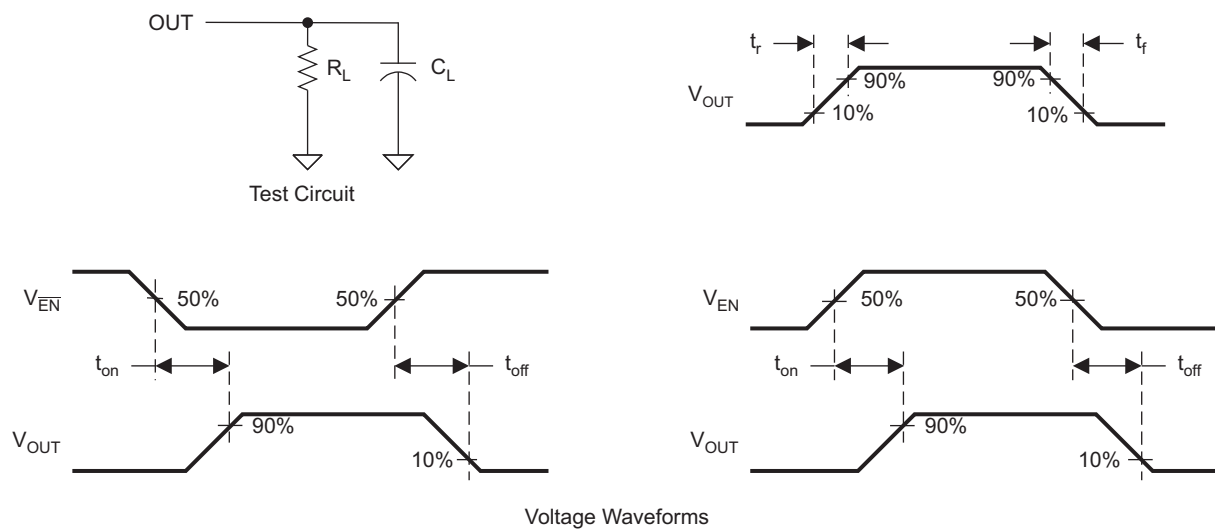 OUT
R_L
C_L
Test Circuit
t_r
t_f
V_OUT
90%
90%
10%
10%
V_E̅N̅
50%
50%
t_on
t_off
V_OUT
90%
10%
V_EN
50%
50%
t_on
t_off
V_OUT
90%
10%
Voltage Waveforms